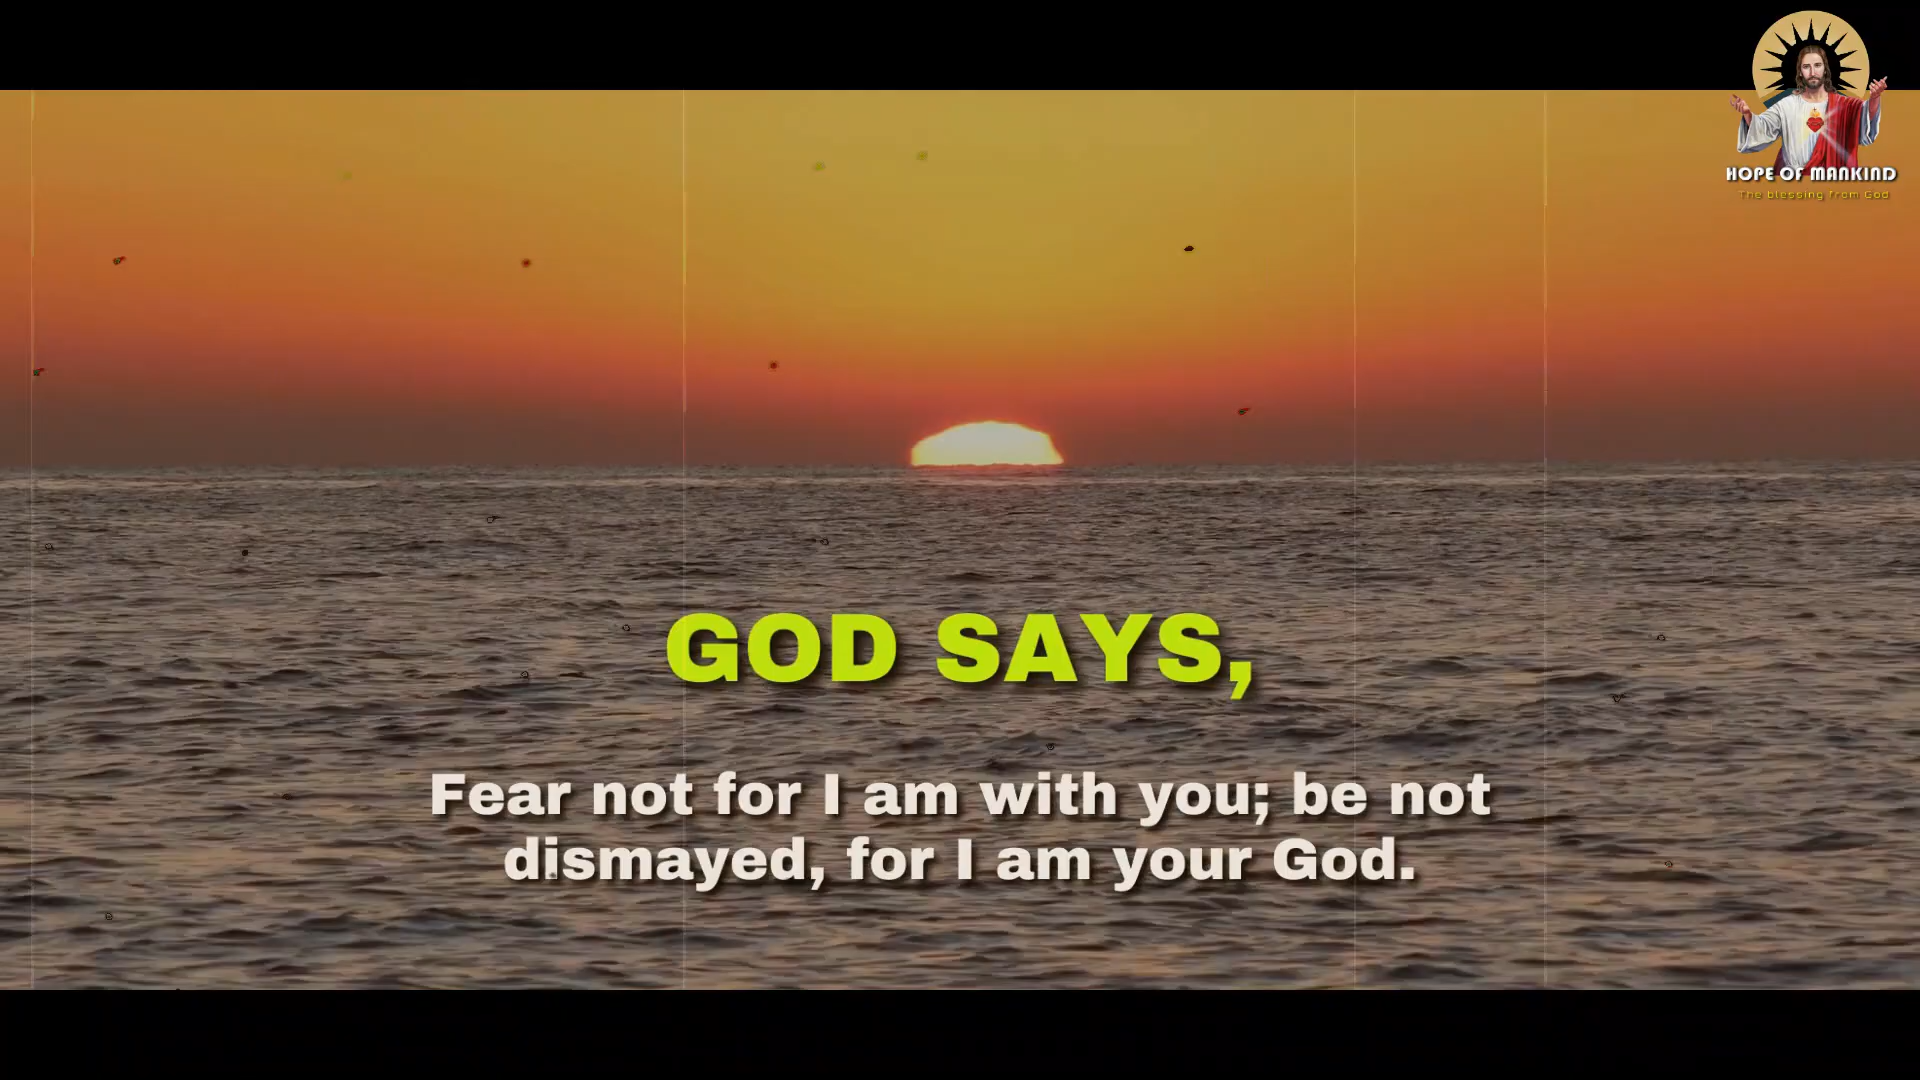 HOPE OF MANKIND
The blessing from God
GOD SAYS,
Fear not for I am with you; be not
dismayed, for I am your God.